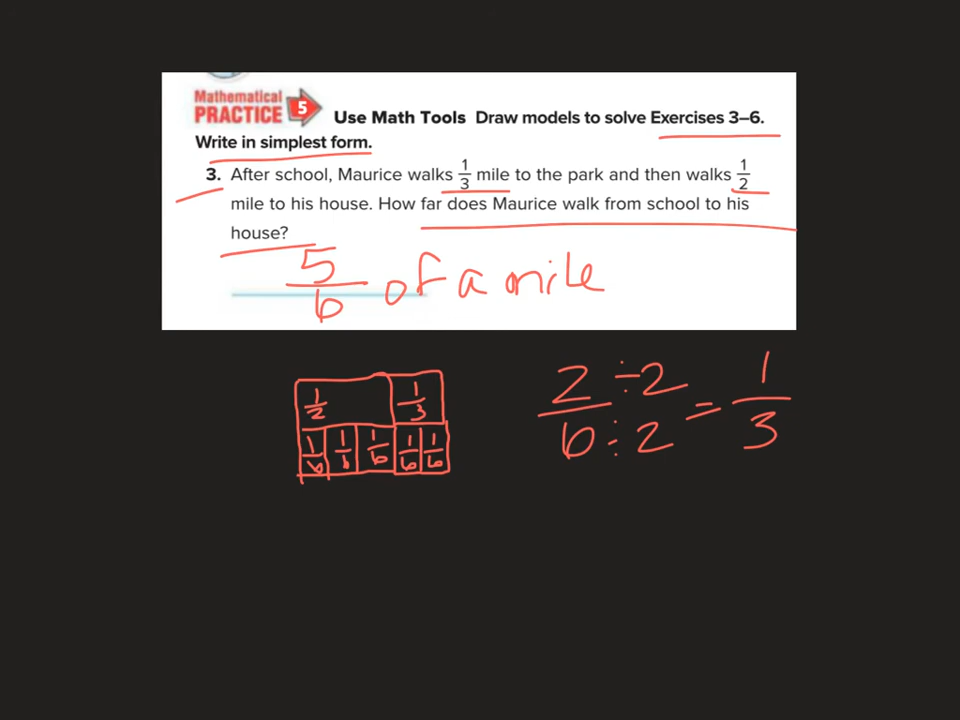 Mathematical
PRACTICE 5
Use Math Tools Draw models to solve Exercises 3–6.
Write in simplest form.
3. After school, Maurice walks 1/3 mile to the park and then walks 1/2
mile to his house. How far does Maurice walk from school to his
house?
5/6 of a mile
1/2 1/3
1/6 1/6 1/6 1/6 1/6
2/6 ÷2/÷2 = 1/3